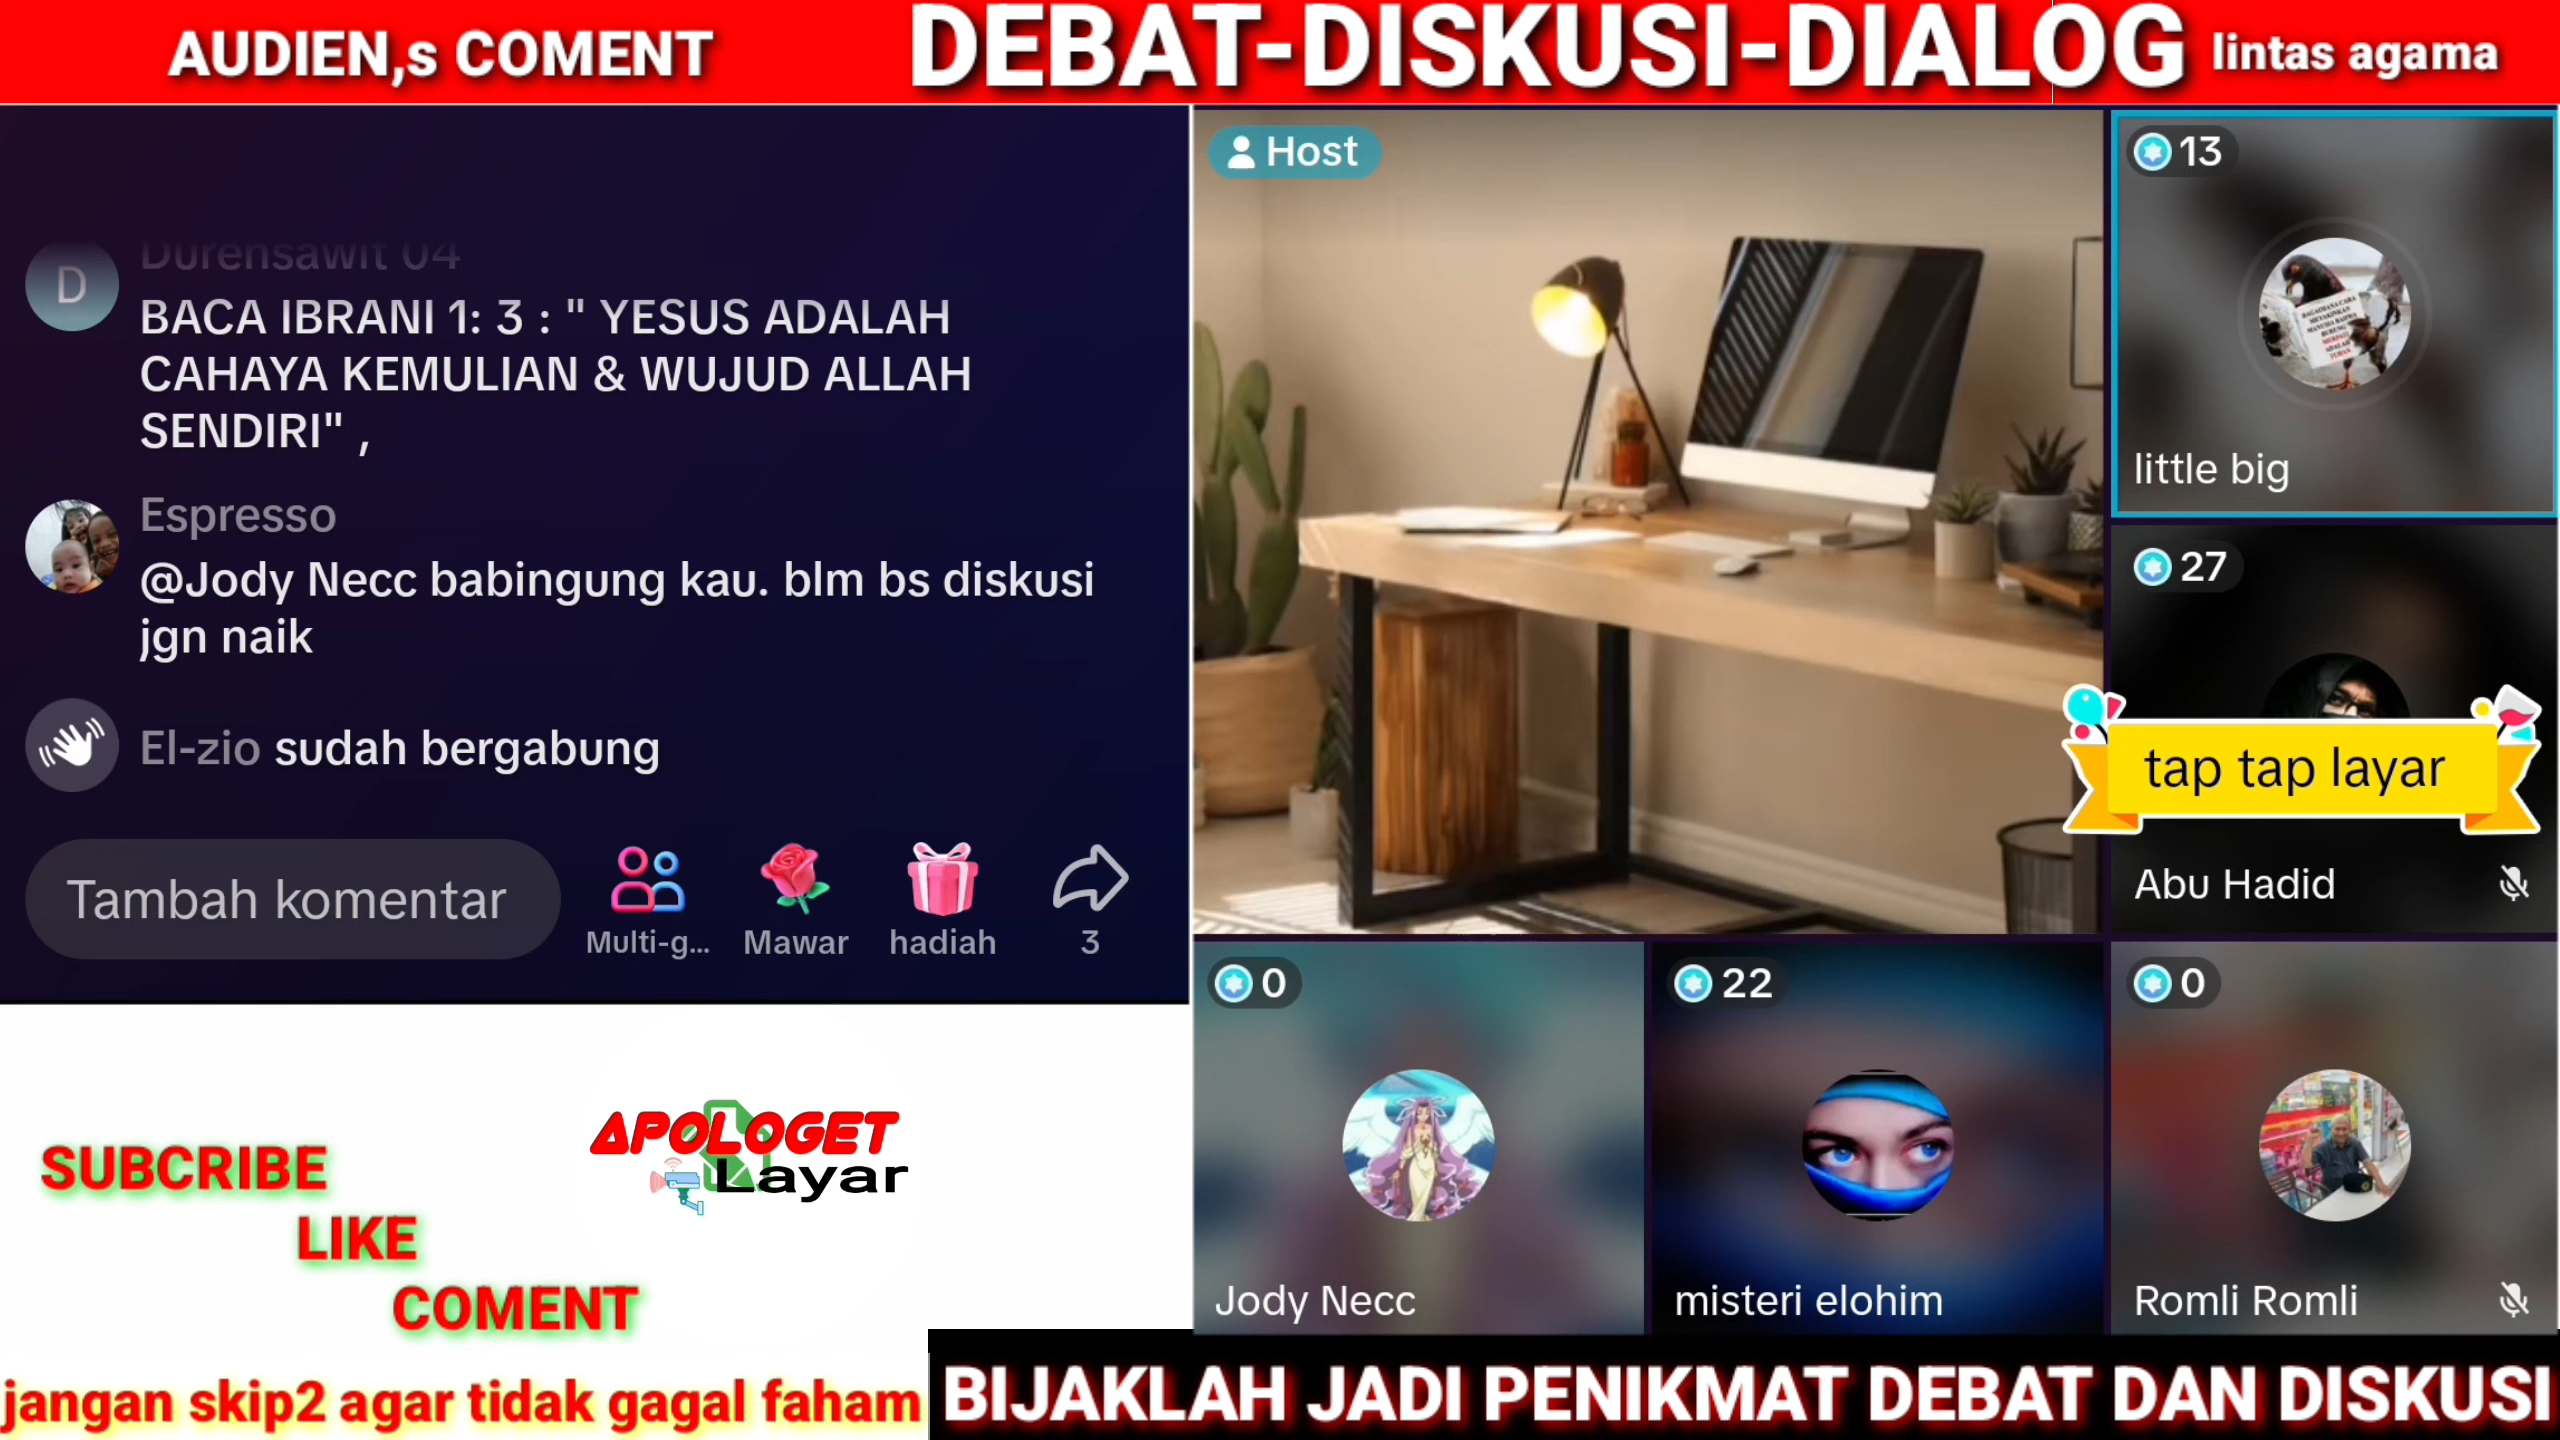 AUDIEN,s COMENT
DEBAT-DISKUSI-DIALOG lintas agama
Durensawit 04
D
BACA IBRANI 1: 3 : " YESUS ADALAH
CAHAYA KEMULIAN & WUJUD ALLAH
SENDIRI" ,
Espresso
@Jody Necc babingung kau. blm bs diskusi
jgn naik
El-zio sudah bergabung
Tambah komentar
Multi-g...
Mawar
hadiah
3
Host
13
little big
27
tap tap layar
Abu Hadid
0
Jody Necc
22
misteri elohim
0
Romli Romli
SUBCRIBE
LIKE
COMENT
APOLOGET
Layar
jangan skip2 agar tidak gagal faham
BIJAKLAH JADI PENIKMAT DEBAT DAN DISKUSI